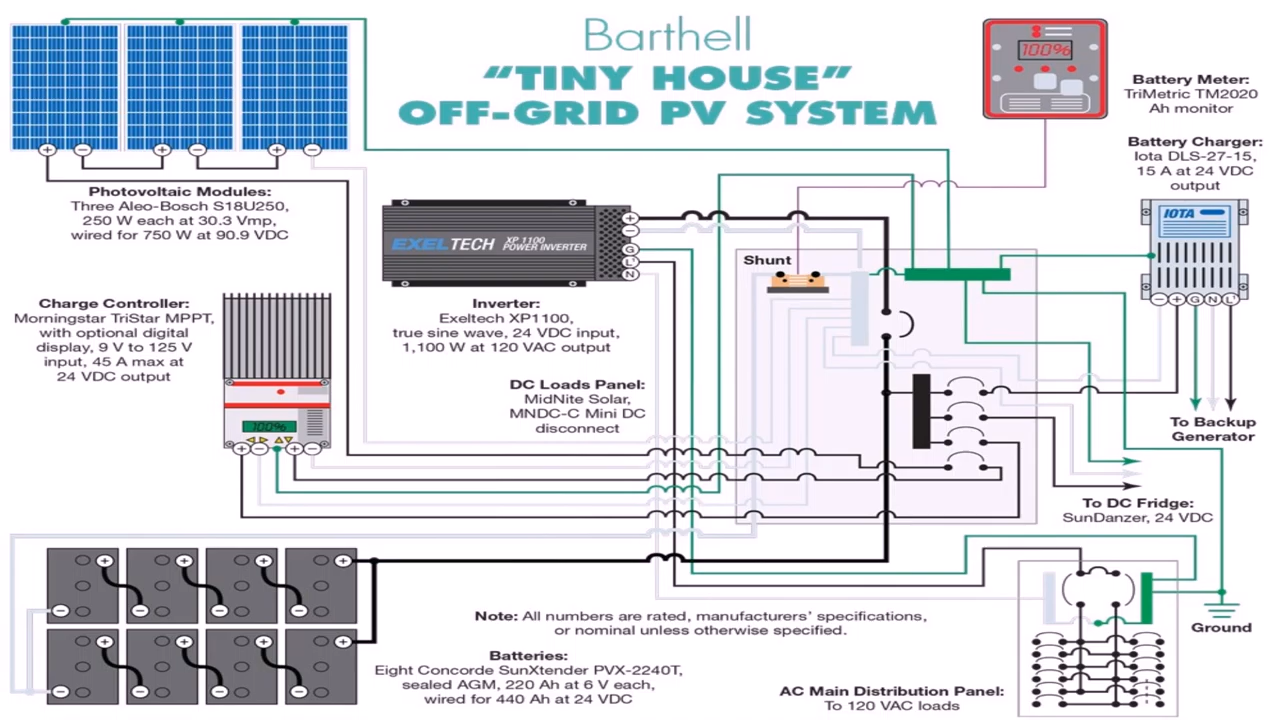 Barthell
“TINY HOUSE”
OFF-GRID PV SYSTEM
100%
Battery Meter:
TriMetric TM2020
Ah monitor
Battery Charger:
Iota DLS-27-15,
15 A at 24 VDC
output
IOTA
− + G N L1
To Backup
Generator
+ − + − + −
Photovoltaic Modules:
Three Aleo-Bosch S18U250,
250 W each at 30.3 Vmp,
wired for 750 W at 90.9 VDC
EXELTECH XP 1100
POWER INVERTER
+
−
G
L1
N
Shunt
Inverter:
Exeltech XP1100,
true sine wave, 24 VDC input,
1,100 W at 120 VAC output
Charge Controller:
Morningstar TriStar MPPT,
with optional digital
display, 9 V to 125 V
input, 45 A max at
24 VDC output
100%
+ − + −
DC Loads Panel:
MidNite Solar,
MNDC-C Mini DC
disconnect
To DC Fridge:
SunDanzer, 24 VDC
+ + + +
− − − −
+ + + +
− − − −
Note: All numbers are rated, manufacturers’ specifications,
or nominal unless otherwise specified.
Batteries:
Eight Concorde SunXtender PVX-2240T,
sealed AGM, 220 Ah at 6 V each,
wired for 440 Ah at 24 VDC
AC Main Distribution Panel:
To 120 VAC loads
Ground